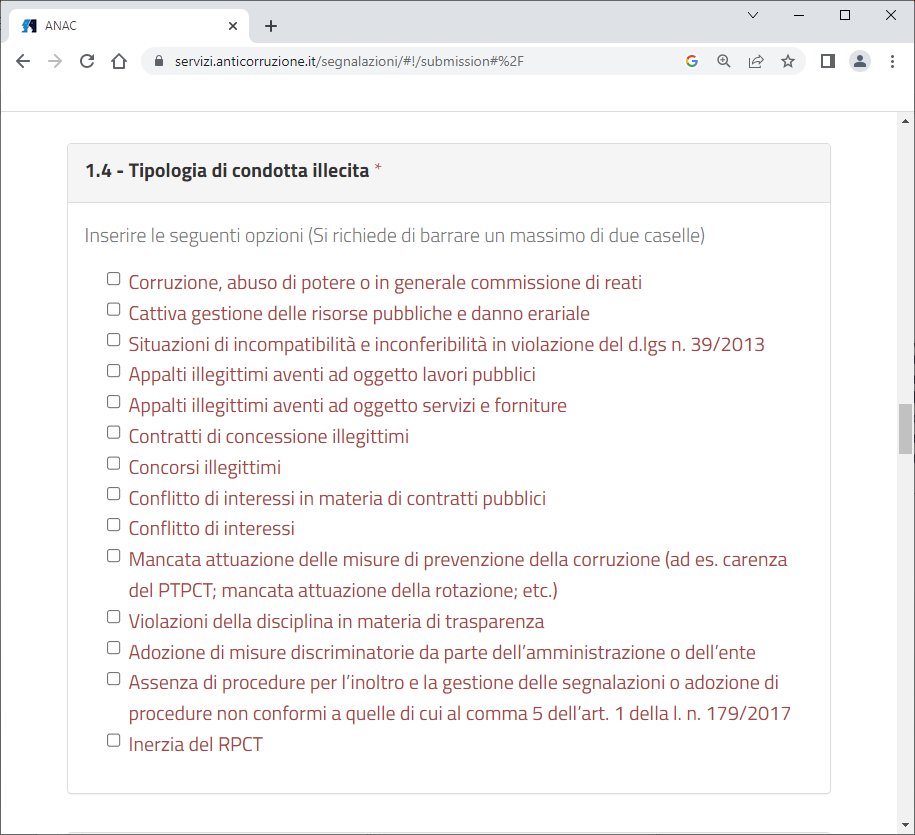 ANAC
servizi.anticorruzione.it/segnalazioni/#!/submission#%2F
1.4 - Tipologia di condotta illecita *
Inserire le seguenti opzioni (Si richiede di barrare un massimo di due caselle)
Corruzione, abuso di potere o in generale commissione di reati
Cattiva gestione delle risorse pubbliche e danno erariale
Situazioni di incompatibilità e inconferibilità in violazione del d.lgs n. 39/2013
Appalti illegittimi aventi ad oggetto lavori pubblici
Appalti illegittimi aventi ad oggetto servizi e forniture
Contratti di concessione illegittimi
Concorsi illegittimi
Conflitto di interessi in materia di contratti pubblici
Conflitto di interessi
Mancata attuazione delle misure di prevenzione della corruzione (ad es. carenza
del PTPCT; mancata attuazione della rotazione; etc.)
Violazioni della disciplina in materia di trasparenza
Adozione di misure discriminatorie da parte dell’amministrazione o dell’ente
Assenza di procedure per l’inoltro e la gestione delle segnalazioni o adozione di
procedure non conformi a quelle di cui al comma 5 dell’art. 1 della l. n. 179/2017
Inerzia del RPCT